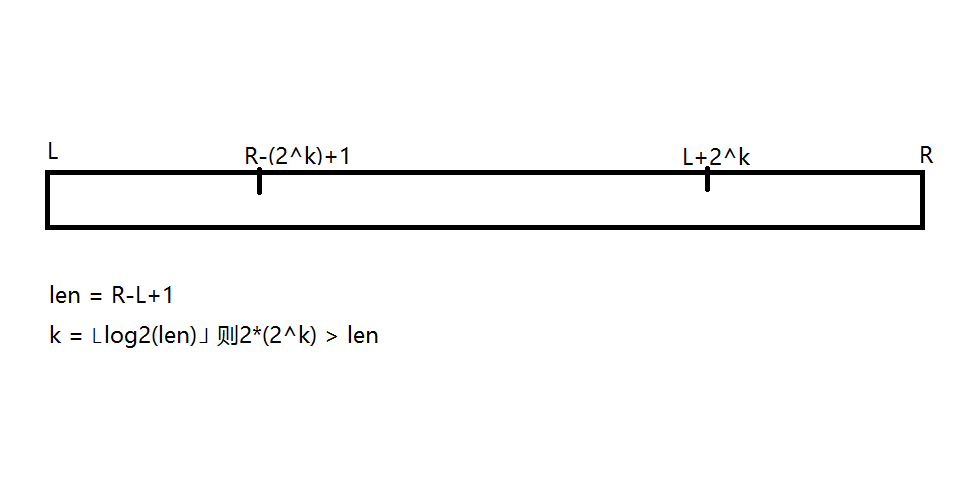 L
R-(2^k)+1
L+2^k
R
len = R-L+1
k = ⌊log2(len)⌋ 则2*(2^k) > len